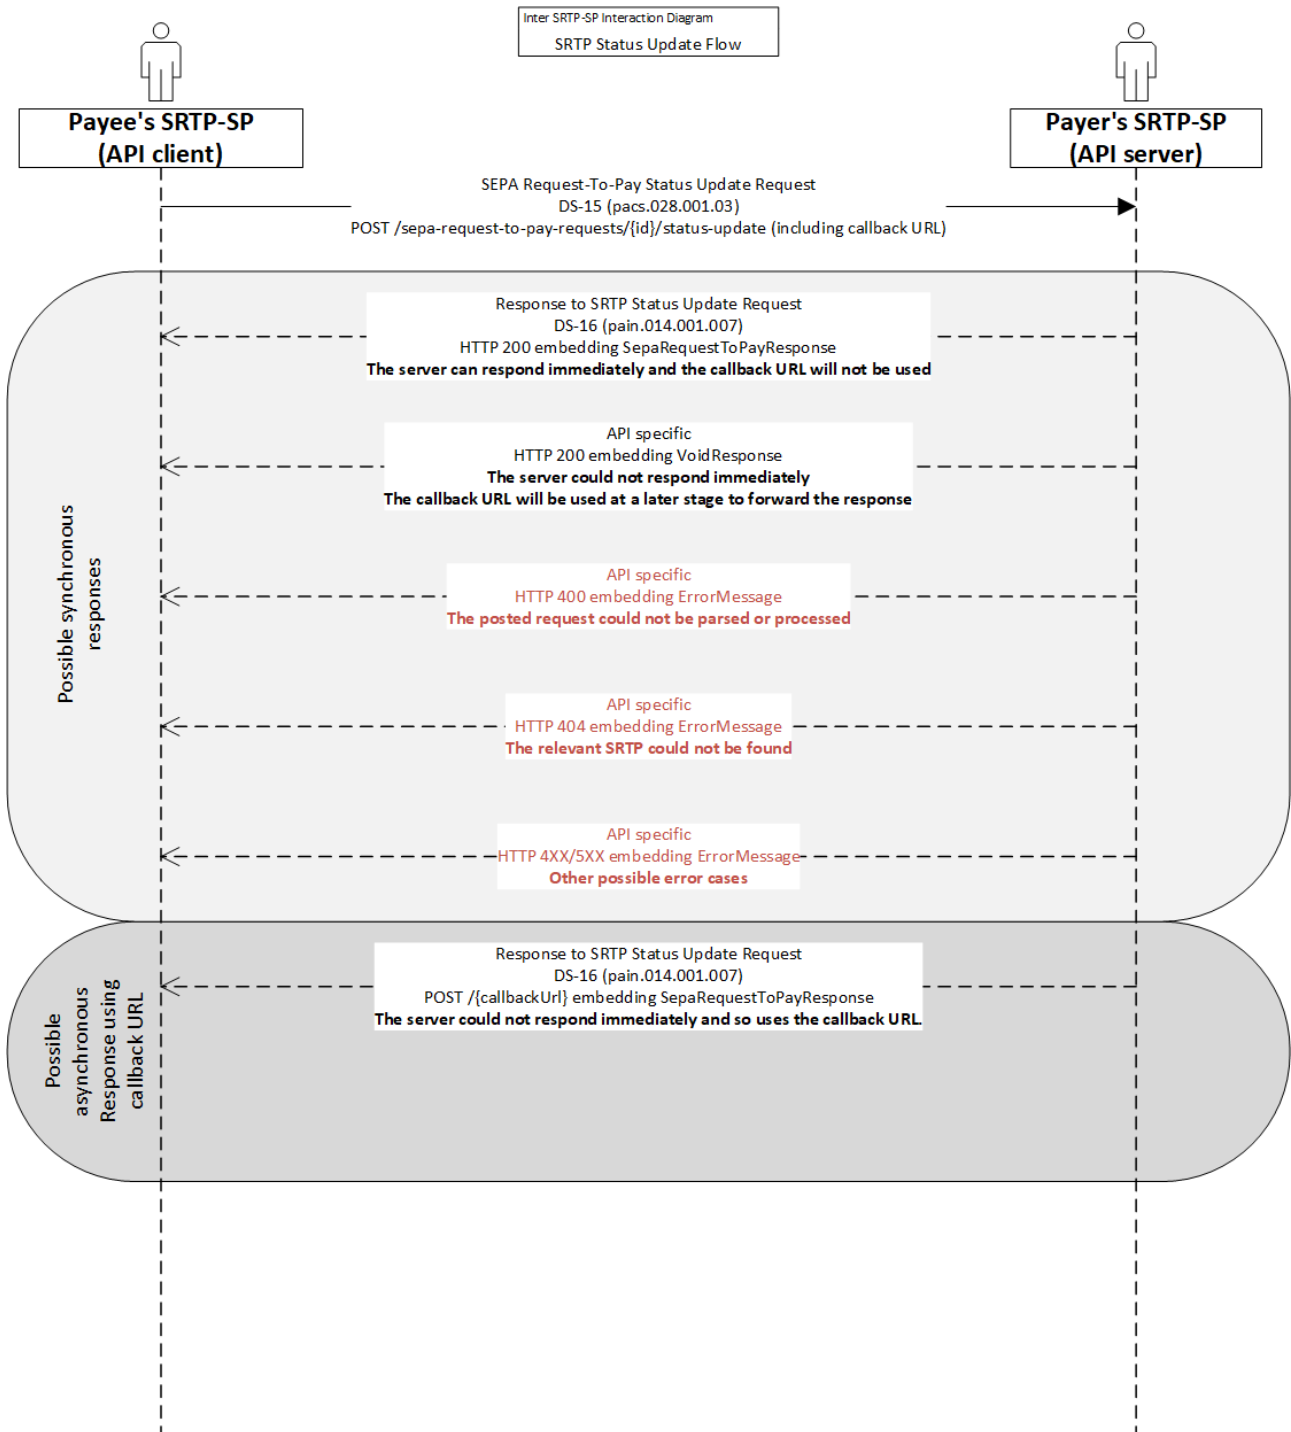 Inter SRTP-SP Interaction Diagram
SRTP Status Update Flow
Payee's SRTP-SP
(API client)
Payer's SRTP-SP
(API server)
SEPA Request-To-Pay Status Update Request
DS-15 (pacs.028.001.03)
POST /sepa-request-to-pay-requests/{id}/status-update (including callback URL)
Possible synchronous
responses
Response to SRTP Status Update Request
DS-16 (pain.014.001.007)
HTTP 200 embedding SepaRequestToPayResponse
The server can respond immediately and the callback URL will not be used
API specific
HTTP 200 embedding VoidResponse
The server could not respond immediately
The callback URL will be used at a later stage to forward the response
API specific
HTTP 400 embedding ErrorMessage
The posted request could not be parsed or processed
API specific
HTTP 404 embedding ErrorMessage
The relevant SRTP could not be found
API specific
HTTP 4XX/5XX embedding ErrorMessage
Other possible error cases
Possible
asynchronous
Response using
callback URL
Response to SRTP Status Update Request
DS-16 (pain.014.001.007)
POST /{callbackUrl} embedding SepaRequestToPayResponse
The server could not respond immediately and so uses the callback URL.